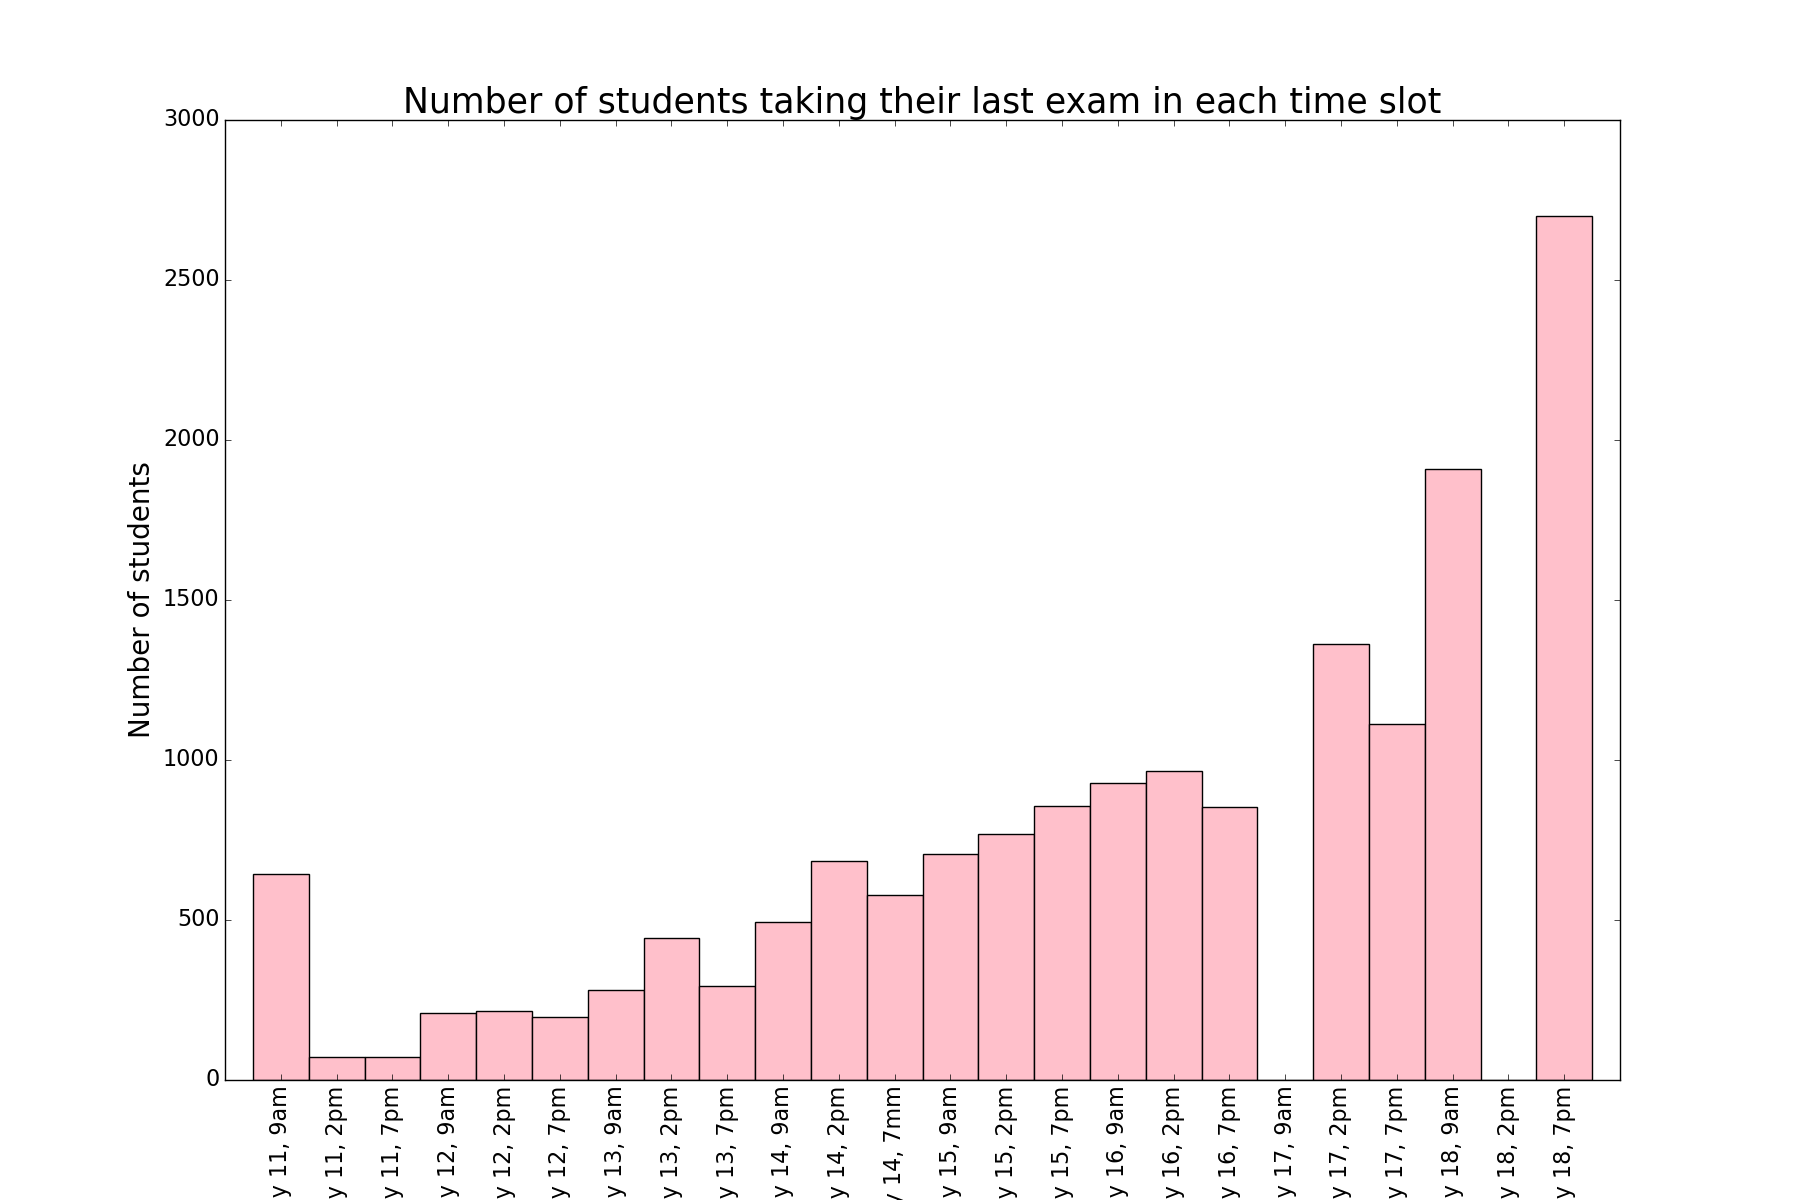 Number of students taking their last exam in each time slot
Number of students
3000
2500
2000
1500
1000
500
0
y 11, 9am
y 11, 2pm
y 11, 7pm
y 12, 9am
y 12, 2pm
y 12, 7pm
y 13, 9am
y 13, 2pm
y 13, 7pm
y 14, 9am
y 14, 2pm
y 14, 7mm
y 15, 9am
y 15, 2pm
y 15, 7pm
y 16, 9am
y 16, 2pm
y 16, 7pm
y 17, 9am
y 17, 2pm
y 17, 7pm
y 18, 9am
y 18, 2pm
y 18, 7pm